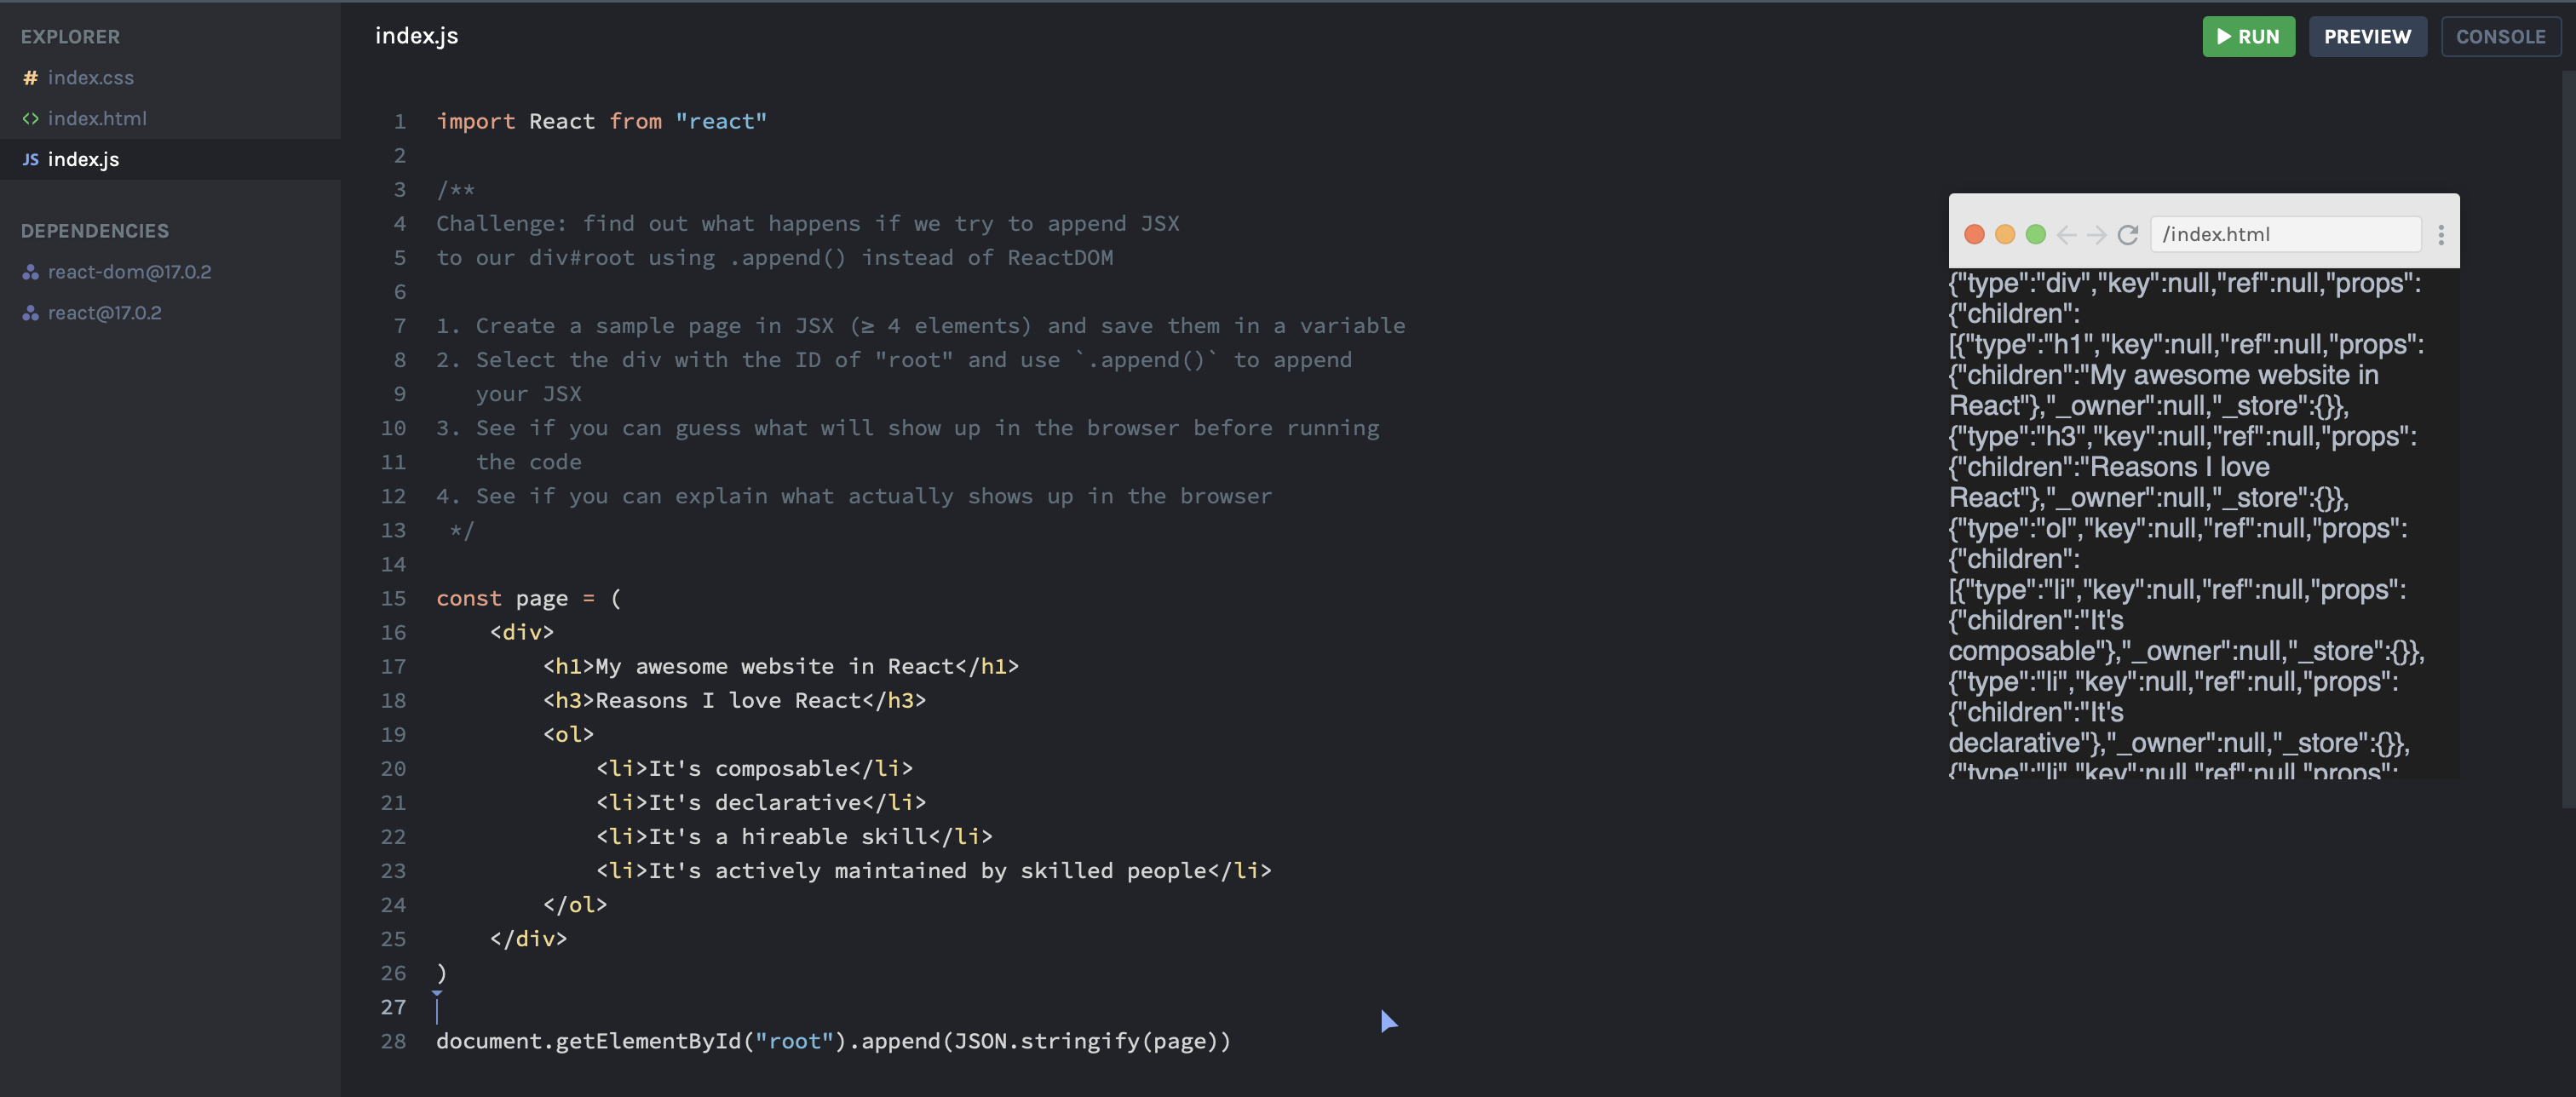 EXPLORER
# index.css
<> index.html
JS index.js
DEPENDENCIES
react-dom@17.0.2
react@17.0.2
index.js
RUN
PREVIEW
CONSOLE
1 import React from "react"
2
3 /**
4 Challenge: find out what happens if we try to append JSX
5 to our div#root using .append() instead of ReactDOM
6
7 1. Create a sample page in JSX (≥ 4 elements) and save them in a variable
8 2. Select the div with the ID of "root" and use `.append()` to append
9    your JSX
10 3. See if you can guess what will show up in the browser before running
11    the code
12 4. See if you can explain what actually shows up in the browser
13  */
14
15 const page = (
16     <div>
17         <h1>My awesome website in React</h1>
18         <h3>Reasons I love React</h3>
19         <ol>
20             <li>It's composable</li>
21             <li>It's declarative</li>
22             <li>It's a hireable skill</li>
23             <li>It's actively maintained by skilled people</li>
24         </ol>
25     </div>
26 )
27
28 document.getElementById("root").append(JSON.stringify(page))
/index.html
{"type":"div","key":null,"ref":null,"props":
{"children":
[{"type":"h1","key":null,"ref":null,"props":
{"children":"My awesome website in
React"},"_owner":null,"_store":{}},
{"type":"h3","key":null,"ref":null,"props":
{"children":"Reasons I love
React"},"_owner":null,"_store":{}},
{"type":"ol","key":null,"ref":null,"props":
{"children":
[{"type":"li","key":null,"ref":null,"props":
{"children":"It's
composable"},"_owner":null,"_store":{}},
{"type":"li","key":null,"ref":null,"props":
{"children":"It's
declarative"},"_owner":null,"_store":{}},
{"type":"li","key":null,"ref":null,"props":